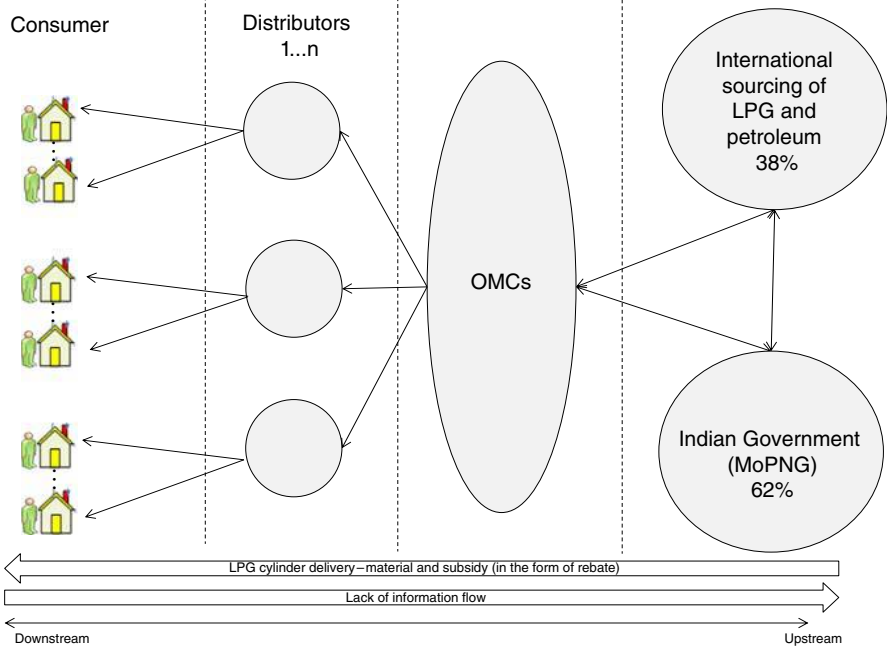 Consumer
Distributors
1...n
International
sourcing of
LPG and
petroleum
38%
OMCs
Indian Government
(MoPNG)
62%
LPG cylinder delivery–material and subsidy (in the form of rebate)
Lack of information flow
Downstream
Upstream